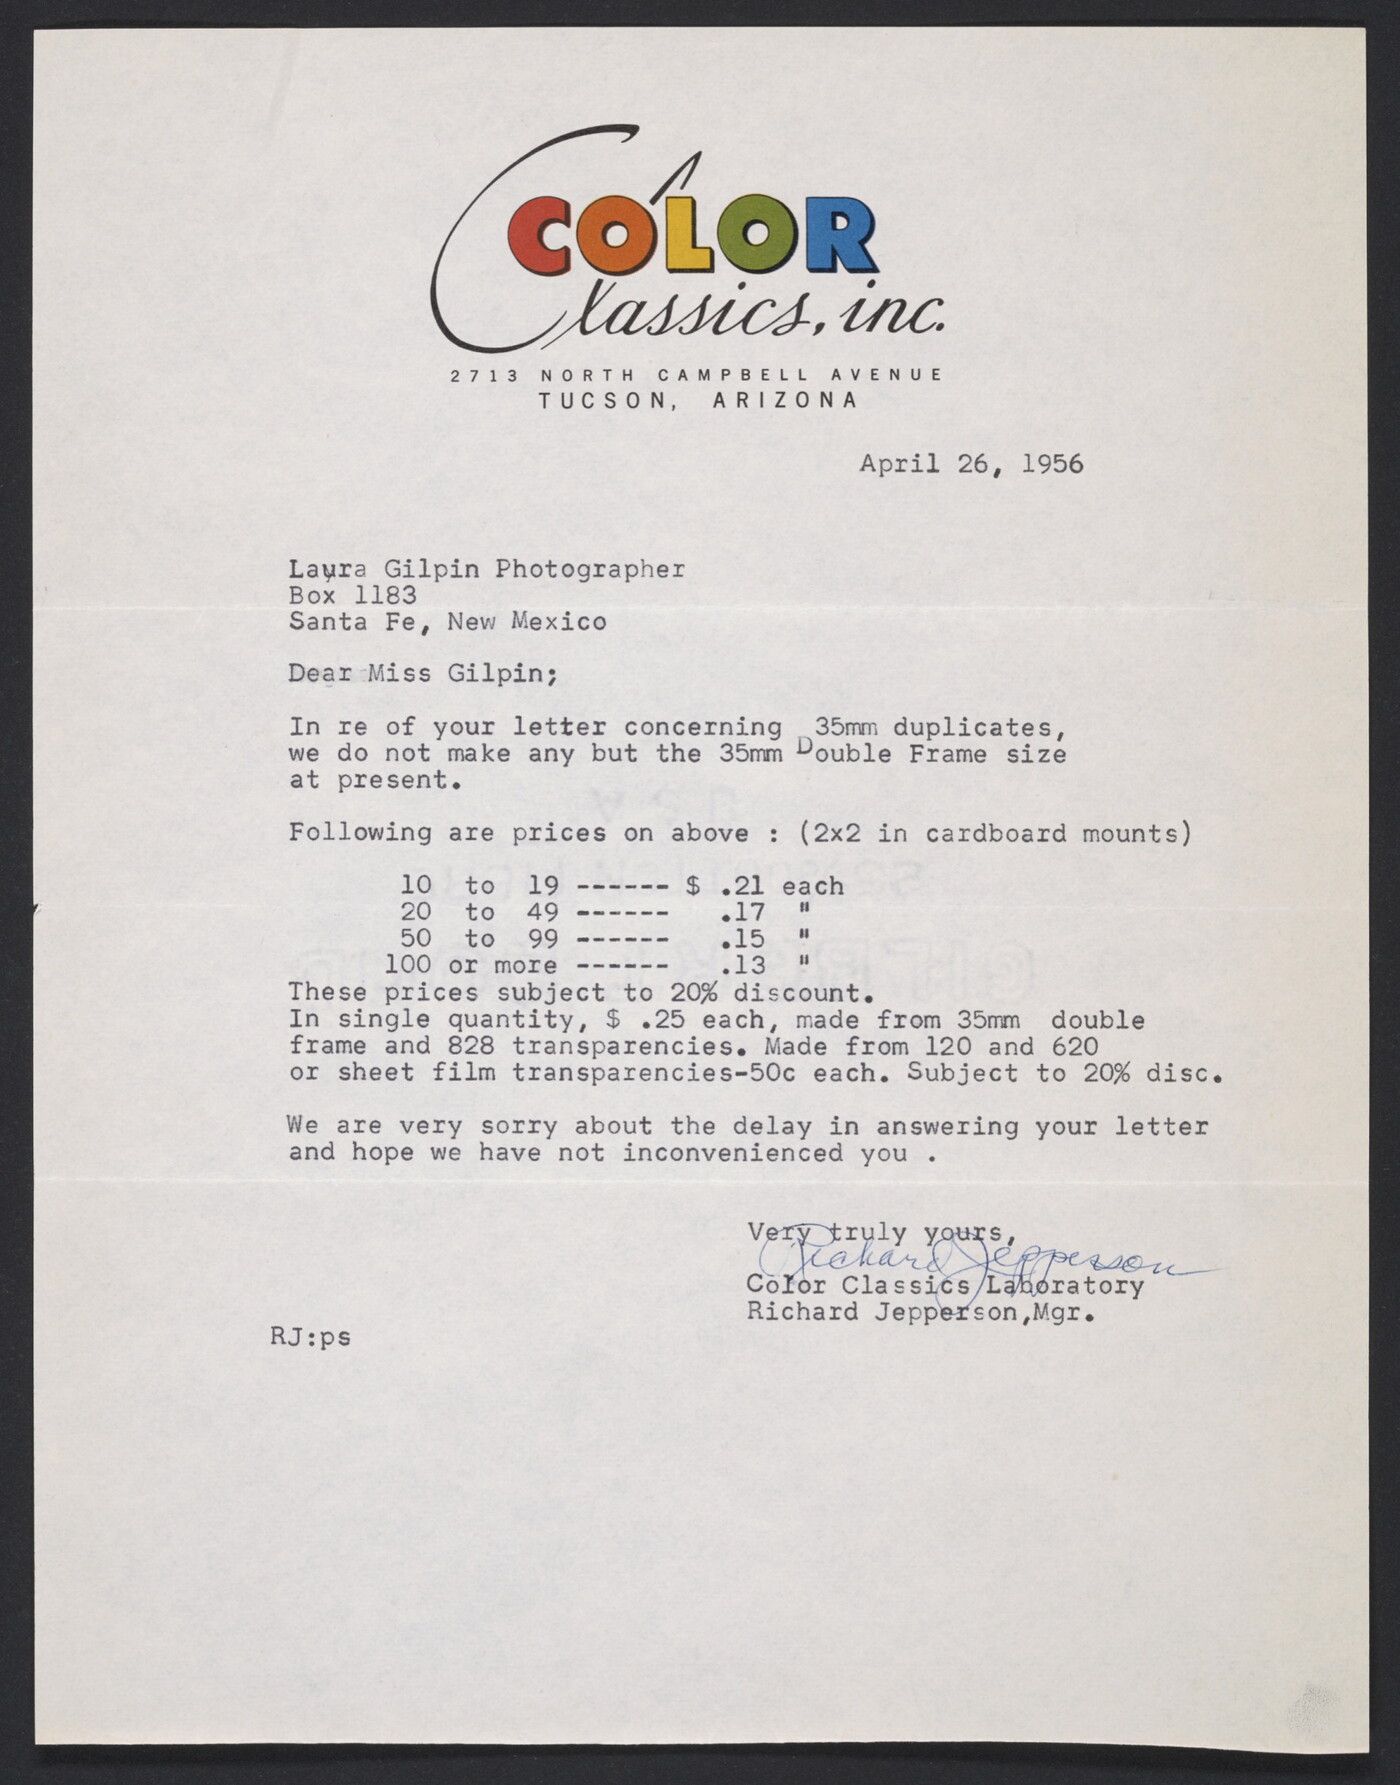 COLOR
Classics, inc.
2713 NORTH CAMPBELL AVENUE
TUCSON, ARIZONA
April 26, 1956
Laura Gilpin Photographer
Box 1183
Santa Fe, New Mexico
Dear Miss Gilpin;
In re of your letter concerning 35mm duplicates,
we do not make any but the 35mm Double Frame size
at present.
Following are prices on above : (2x2 in cardboard mounts)
10 to 19 ------ $ .21 each
20 to 49 ------ .17 "
50 to 99 ------ .15 "
100 or more ------ .13 "
These prices subject to 20% discount.
In single quantity, $ .25 each, made from 35mm double
frame and 828 transparencies. Made from 120 and 620
or sheet film transparencies-50c each. Subject to 20% disc.
We are very sorry about the delay in answering your letter
and hope we have not inconvenienced you .
Very truly yours,
Richard Jepperson
Color Classics Laboratory
Richard Jepperson,Mgr.
RJ:ps